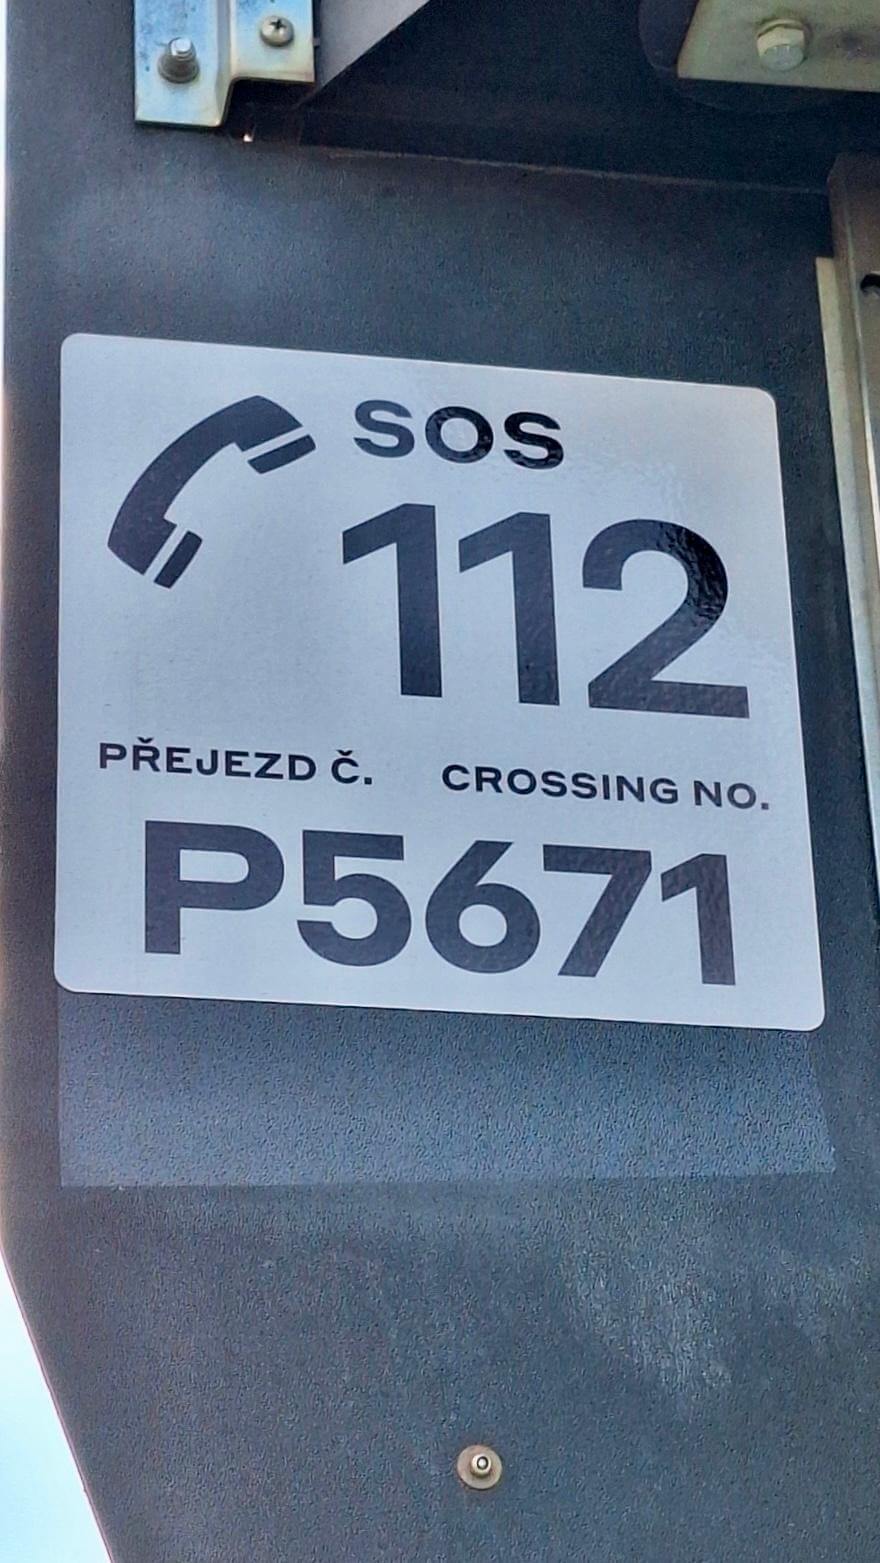 SOS
112
PŘEJEZD Č. CROSSING NO.
P5671